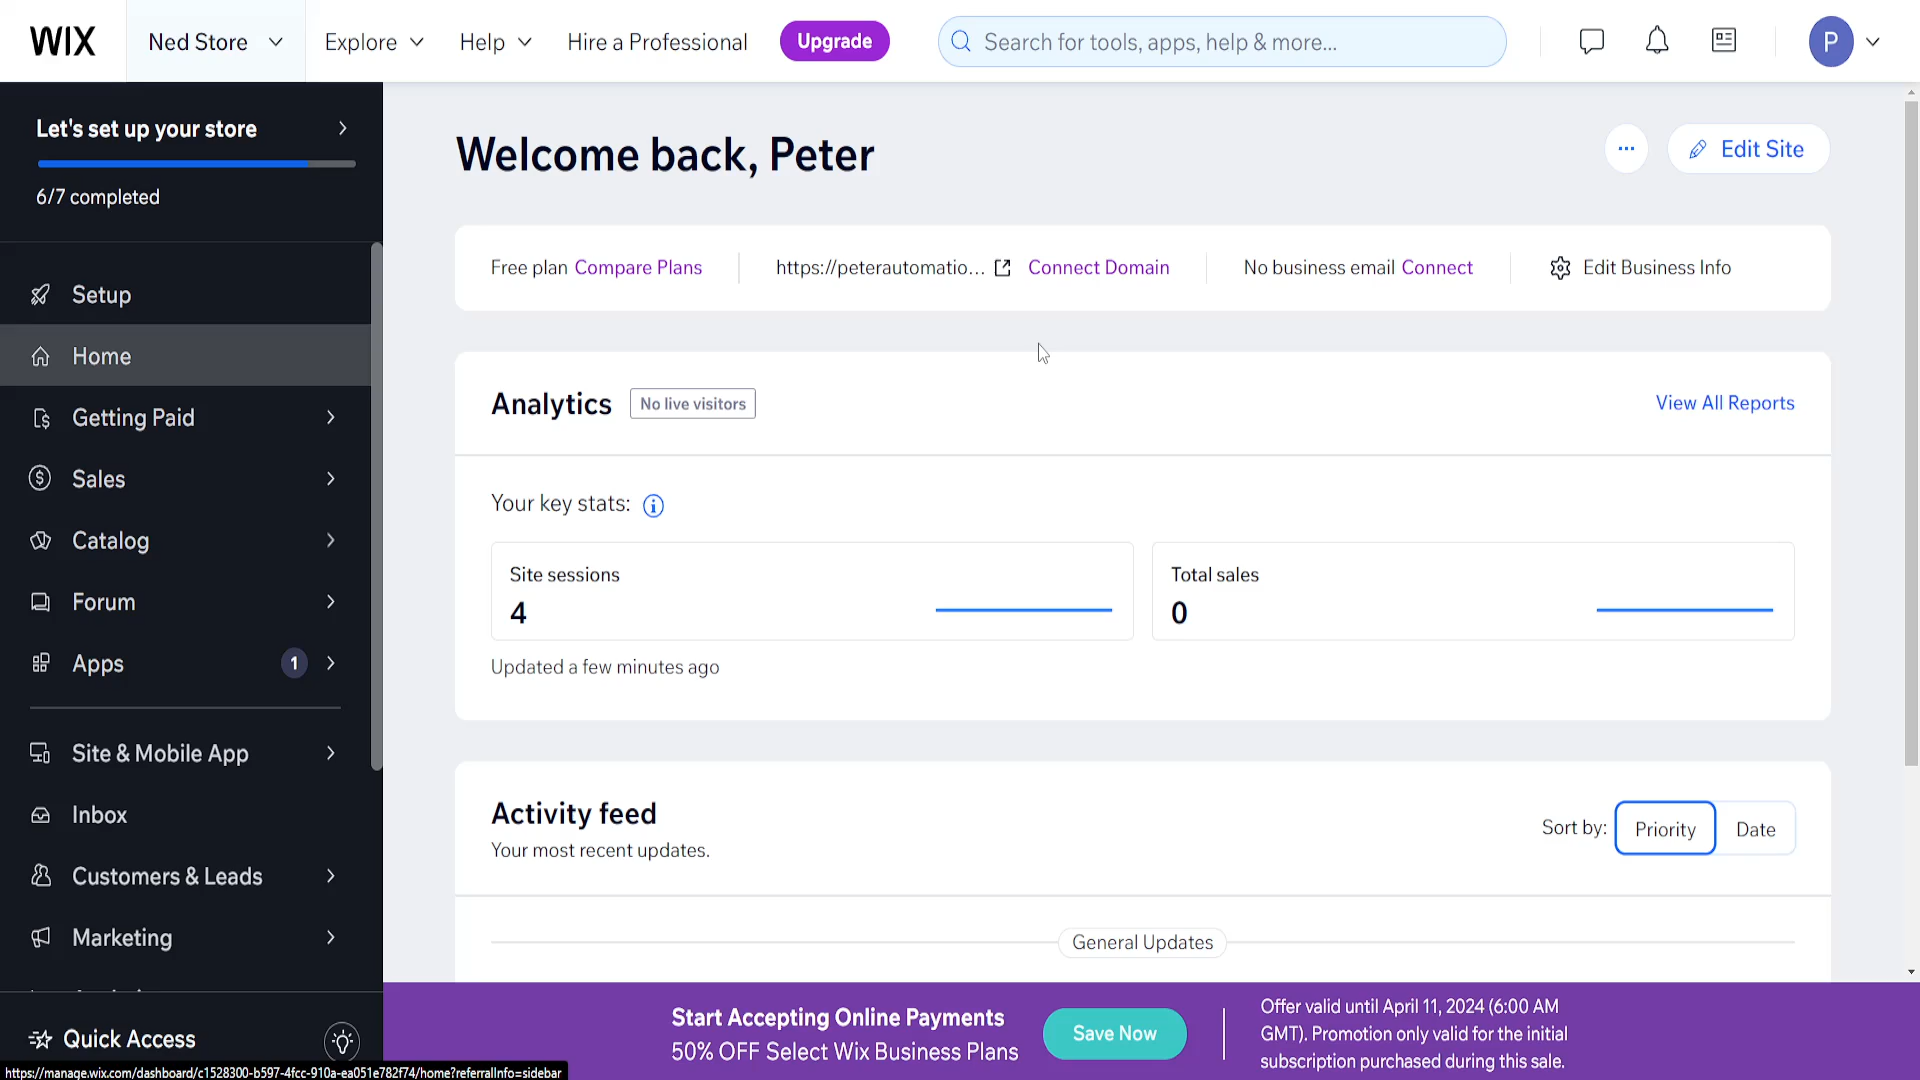 WIX
Ned Store
Explore
Help
Hire a Professional
Upgrade
Search for tools, apps, help & more...
P
Let's set up your store
6/7 completed
Setup
Home
Getting Paid
Sales
Catalog
Forum
Apps
1
Site & Mobile App
Inbox
Customers & Leads
Marketing
Quick Access
https://manage.wix.com/dashboard/c1528300-b597-4fcc-910a-ea051e782f74/home?referralInfo=sidebar
Welcome back, Peter
Edit Site
Free plan Compare Plans
https://peterautomatio... Connect Domain
No business email Connect
Edit Business Info
Analytics
No live visitors
View All Reports
Your key stats:
Site sessions
4
Total sales
0
Updated a few minutes ago
Activity feed
Your most recent updates.
Sort by:
Priority
Date
General Updates
Start Accepting Online Payments
50% OFF Select Wix Business Plans
Save Now
Offer valid until April 11, 2024 (6:00 AM
GMT). Promotion only valid for the initial
subscription purchased during this sale.